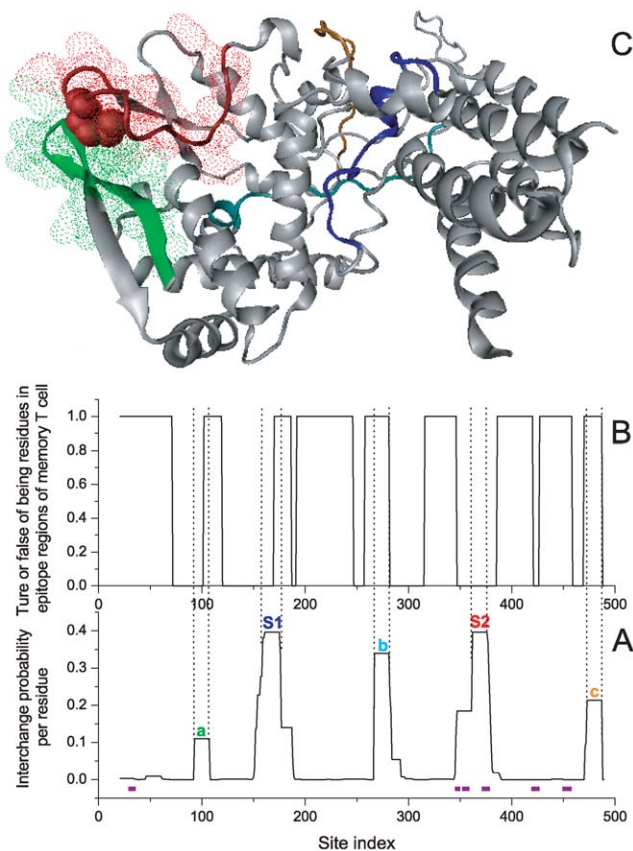 C
Ture or false of being residues in
epitope regions of memory T cell
1.0
0.8
0.6
0.4
0.2
0.0
B
0
100
200
300
400
500
Interchange probability
per residue
0.4
0.3
0.2
0.1
0.0
S1
S2
A
a
b
c
0
100
200
300
400
500
Site index